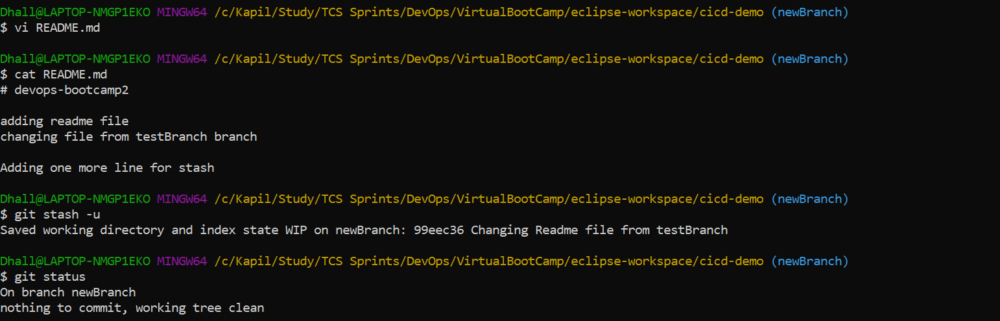 Dhall@LAPTOP-NMGP1EKO MINGW64 /c/Kapil/Study/TCS Sprints/DevOps/VirtualBootCamp/eclipse-workspace/cicd-demo (newBranch)
$ vi README.md
Dhall@LAPTOP-NMGP1EKO MINGW64 /c/Kapil/Study/TCS Sprints/DevOps/VirtualBootCamp/eclipse-workspace/cicd-demo (newBranch)
$ cat README.md
# devops-bootcamp2
adding readme file
changing file from testBranch branch
Adding one more line for stash
Dhall@LAPTOP-NMGP1EKO MINGW64 /c/Kapil/Study/TCS Sprints/DevOps/VirtualBootCamp/eclipse-workspace/cicd-demo (newBranch)
$ git stash -u
Saved working directory and index state WIP on newBranch: 99eec36 Changing Readme file from testBranch
Dhall@LAPTOP-NMGP1EKO MINGW64 /c/Kapil/Study/TCS Sprints/DevOps/VirtualBootCamp/eclipse-workspace/cicd-demo (newBranch)
$ git status
On branch newBranch
nothing to commit, working tree clean